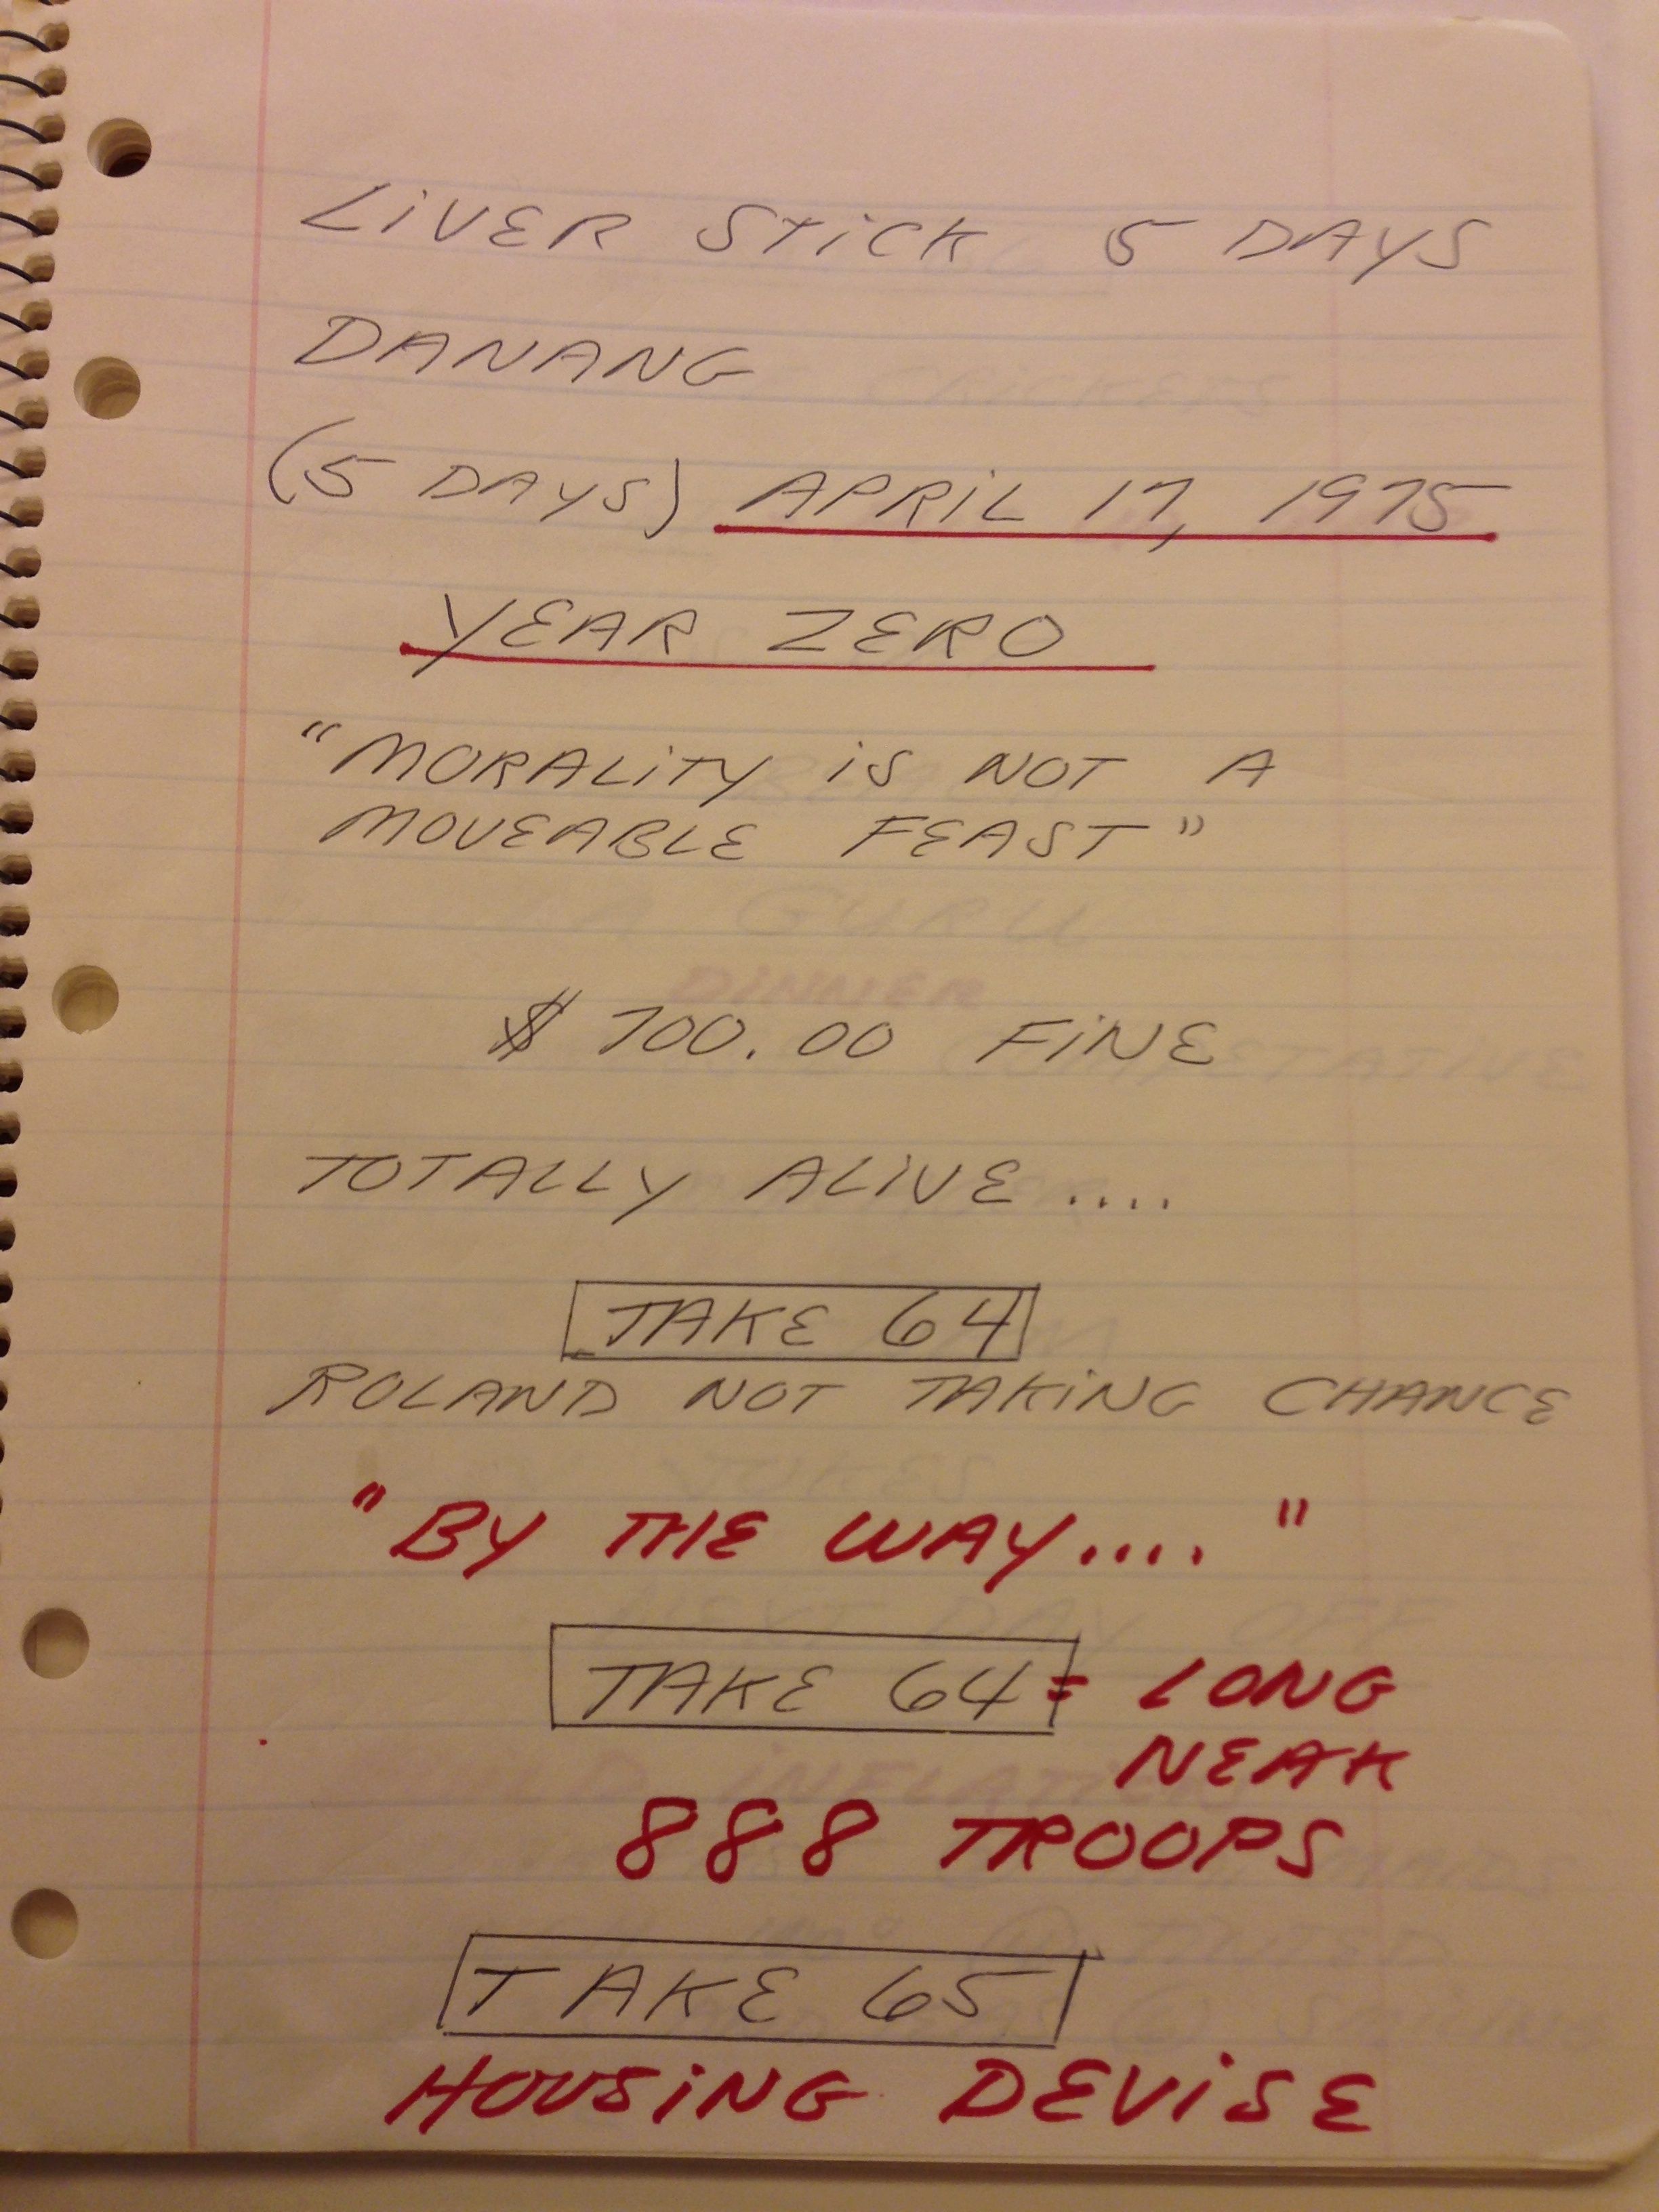 LiVER STiCK 5 DAYS
DANANG
(5 DAYS) APRiL 17, 1975
YEAR ZERO
"MORALiTY iS NOT A
MOVEABLE FEAST"
$ 700.00 FiNE
TOTALLY ALiVE ....
TAKE 64
ROLAND NOT TAKiNG CHANCE
"BY THE WAY...."
TAKE 64 = LONG
NEAK
888 TROOPS
TAKE 65
HOUSiNG DEViSE